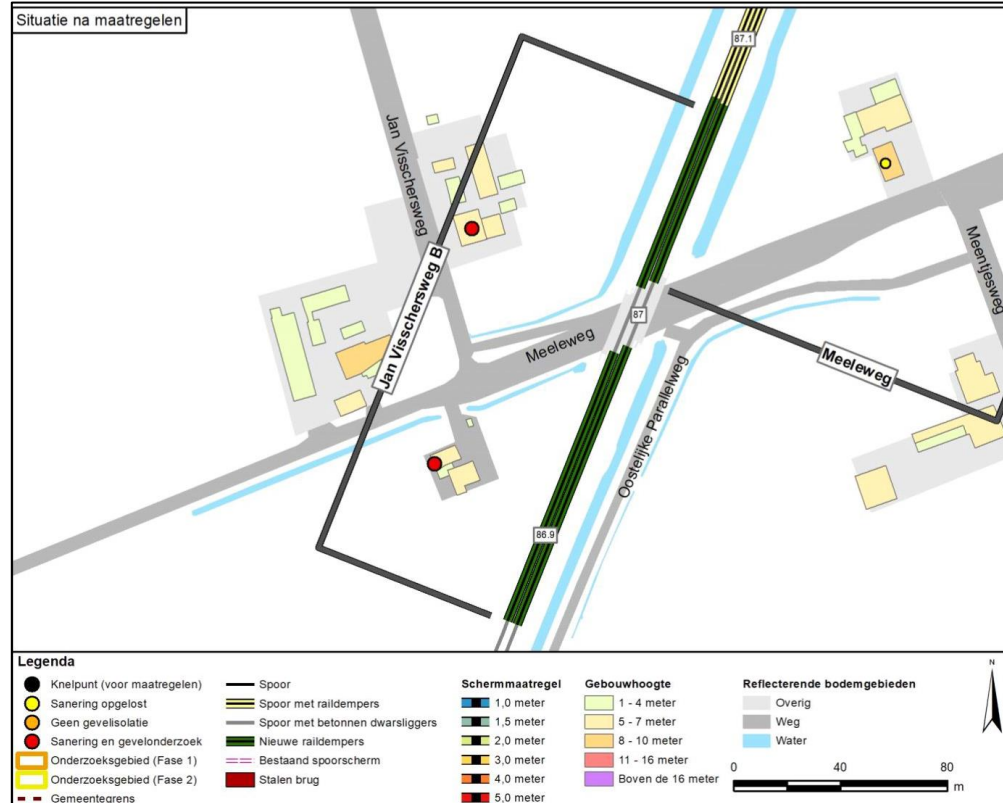 Situatie na maatregelen
87.1
Jan Visschersweg
Jan Visschersweg B
Meeleweg
87
Meentjesweg
Meeleweg
Oostelijke Parallelweg
86.9
Legenda
Knelpunt (voor maatregelen)
Sanering opgelost
Geen gevelisolatie
Sanering en gevelonderzoek
Onderzoeksgebied (Fase 1)
Onderzoeksgebied (Fase 2)
Gemeentegrens
Spoor
Spoor met raildempers
Spoor met betonnen dwarsliggers
Nieuwe raildempers
Bestaand spoorscherm
Stalen brug
Schermmaatregel
1,0 meter
1,5 meter
2,0 meter
3,0 meter
4,0 meter
5,0 meter
Gebouwhoogte
1 - 4 meter
5 - 7 meter
8 - 10 meter
11 - 16 meter
Boven de 16 meter
Reflecterende bodemgebieden
Overig
Weg
Water
N
0 40 80
m